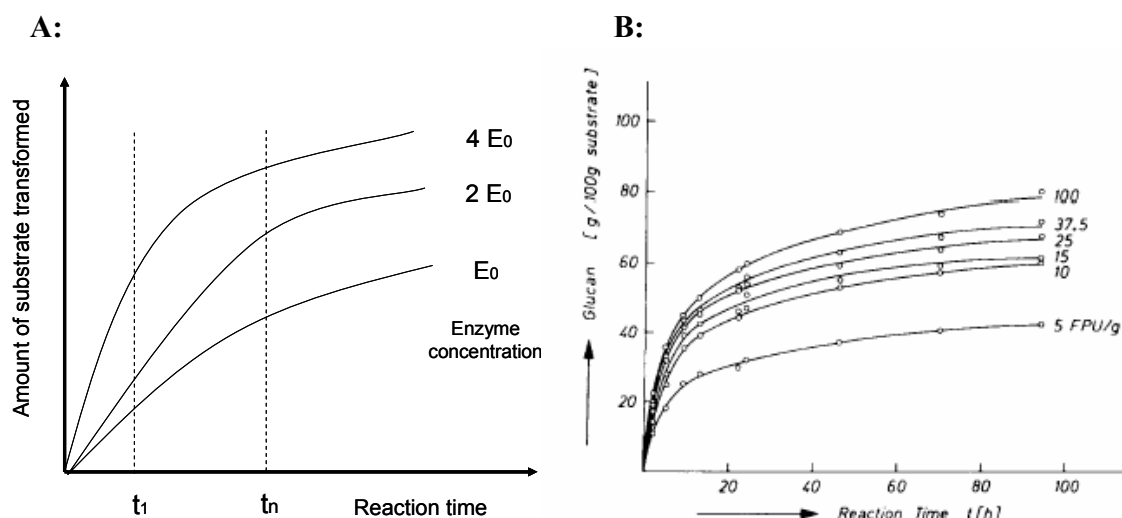 A:
Amount of substrate transformed
4 E0
2 E0
E0
Enzyme
concentration
t1
tn
Reaction time
B:
Glucan [g/100g substrate]
100
80
60
40
20
100
37,5
25
15
10
5 FPU/g
20
40
60
80
100
Reaction Time t[h]